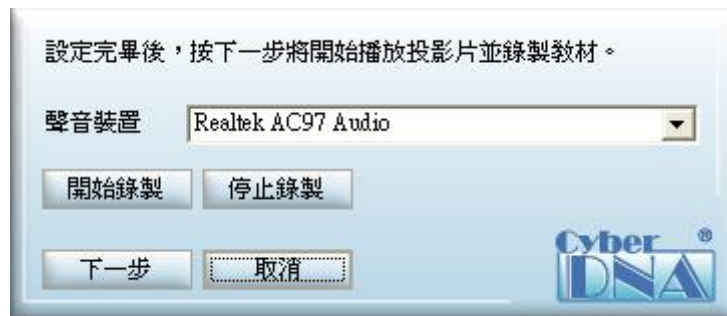 設定完畢後，按下一步將開始播放投影片並錄製教材。
聲音裝置 Realtek AC97 Audio
開始錄製 停止錄製
下一步 取消
Cyber ®
DNA